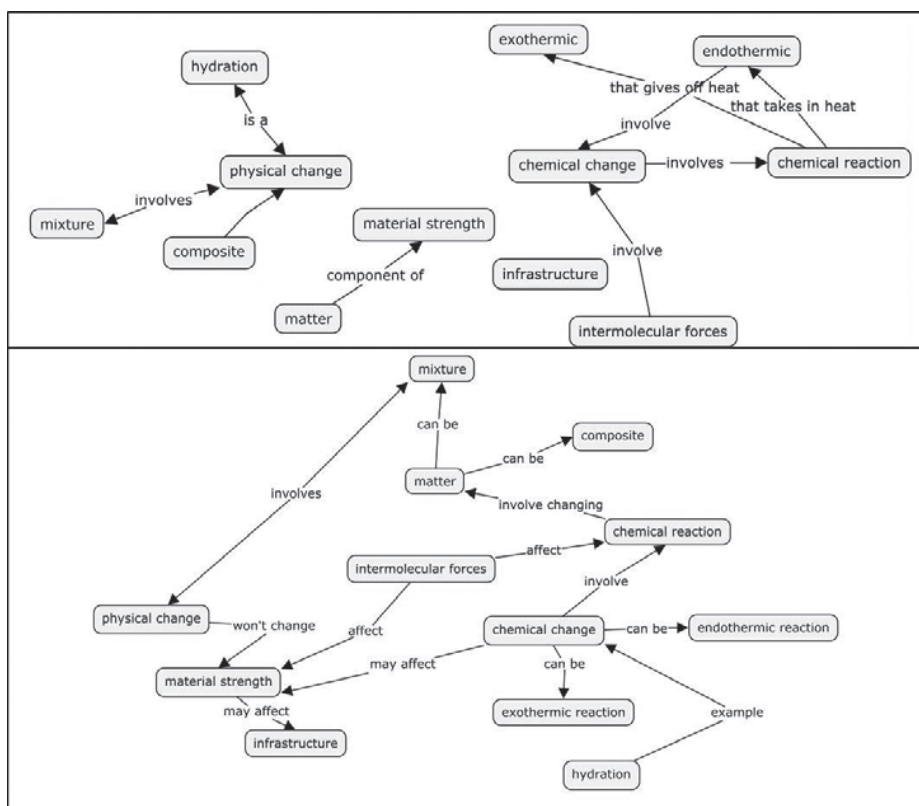 exothermic
endothermic
hydration
that gives off heat
that takes in heat
is a
involve
physical change
chemical change
involves
chemical reaction
involves
mixture
material strength
composite
involve
component of
infrastructure
matter
intermolecular forces
mixture
can be
composite
can be
matter
involves
involve changing
chemical reaction
affect
intermolecular forces
involve
physical change
won't change
affect
chemical change
can be
endothermic reaction
may affect
can be
material strength
may affect
exothermic reaction
example
infrastructure
hydration